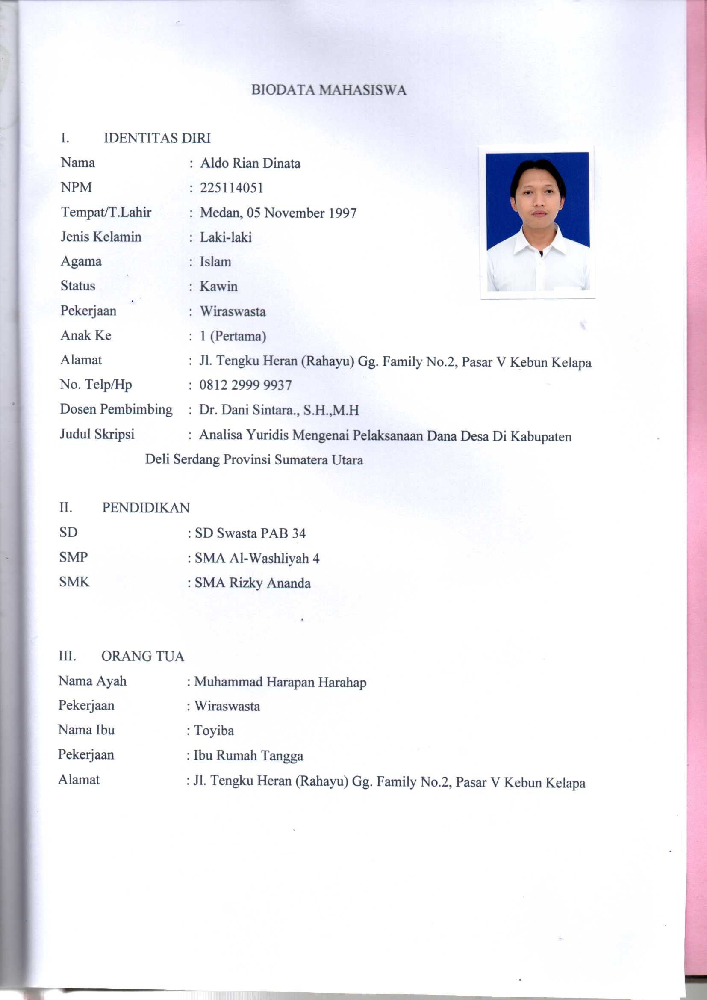 BIODATA MAHASISWA
I. IDENTITAS DIRI
Nama : Aldo Rian Dinata
NPM : 225114051
Tempat/T.Lahir : Medan, 05 November 1997
Jenis Kelamin : Laki-laki
Agama : Islam
Status : Kawin
Pekerjaan : Wiraswasta
Anak Ke : 1 (Pertama)
Alamat : Jl. Tengku Heran (Rahayu) Gg. Family No.2, Pasar V Kebun Kelapa
No. Telp/Hp : 0812 2999 9937
Dosen Pembimbing : Dr. Dani Sintara., S.H.,M.H
Judul Skripsi : Analisa Yuridis Mengenai Pelaksanaan Dana Desa Di Kabupaten
Deli Serdang Provinsi Sumatera Utara
II. PENDIDIKAN
SD : SD Swasta PAB 34
SMP : SMA Al-Washliyah 4
SMK : SMA Rizky Ananda
III. ORANG TUA
Nama Ayah : Muhammad Harapan Harahap
Pekerjaan : Wiraswasta
Nama Ibu : Toyiba
Pekerjaan : Ibu Rumah Tangga
Alamat : Jl. Tengku Heran (Rahayu) Gg. Family No.2, Pasar V Kebun Kelapa